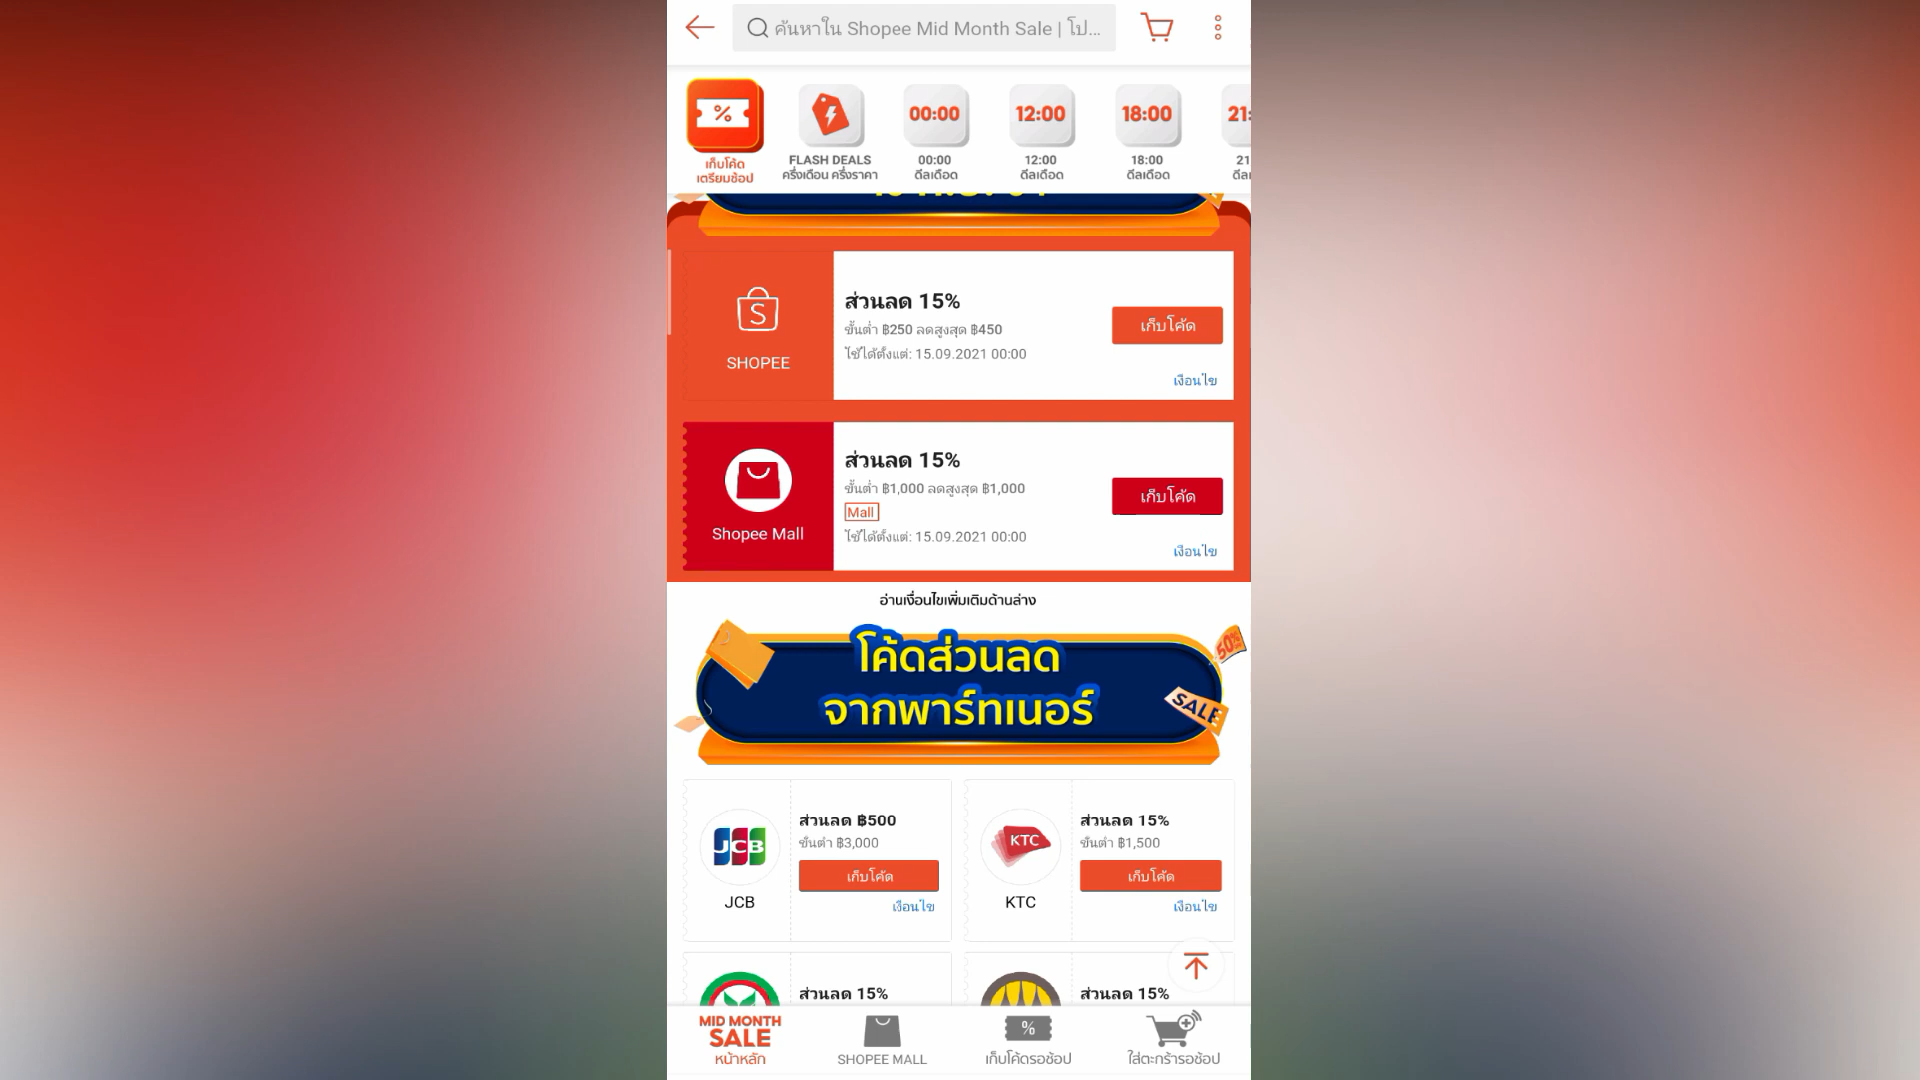 ค้นหาใน Shopee Mid Month Sale | โป...
%
00:00
12:00
18:00
21:
เก็บโค้ด
เตรียมช้อป
FLASH DEALS
ครึ่งเดือน ครึ่งราคา
00:00
ดีลเดือด
12:00
ดีลเดือด
18:00
ดีลเดือด
21
ดีล
SHOPEE
ส่วนลด 15%
ขั้นต่ำ ฿250 ลดสูงสุด ฿450
ใช้ได้ตั้งแต่: 15.09.2021 00:00
เก็บโค้ด
เงื่อนไข
Shopee Mall
ส่วนลด 15%
ขั้นต่ำ ฿1,000 ลดสูงสุด ฿1,000
Mall
ใช้ได้ตั้งแต่: 15.09.2021 00:00
เก็บโค้ด
เงื่อนไข
อ่านเงื่อนไขเพิ่มเติมด้านล่าง
โค้ดส่วนลด
จากพาร์ทเนอร์
50%
SALE
JCB
JCB
ส่วนลด ฿500
ขั้นต่ำ ฿3,000
เก็บโค้ด
เงื่อนไข
KTC
KTC
ส่วนลด 15%
ขั้นต่ำ ฿1,500
เก็บโค้ด
เงื่อนไข
ส่วนลด 15%
ส่วนลด 15%
MID MONTH
SALE
หน้าหลัก
SHOPEE MALL
%
เก็บโค้ดรอช้อป
ใส่ตะกร้ารอช้อป